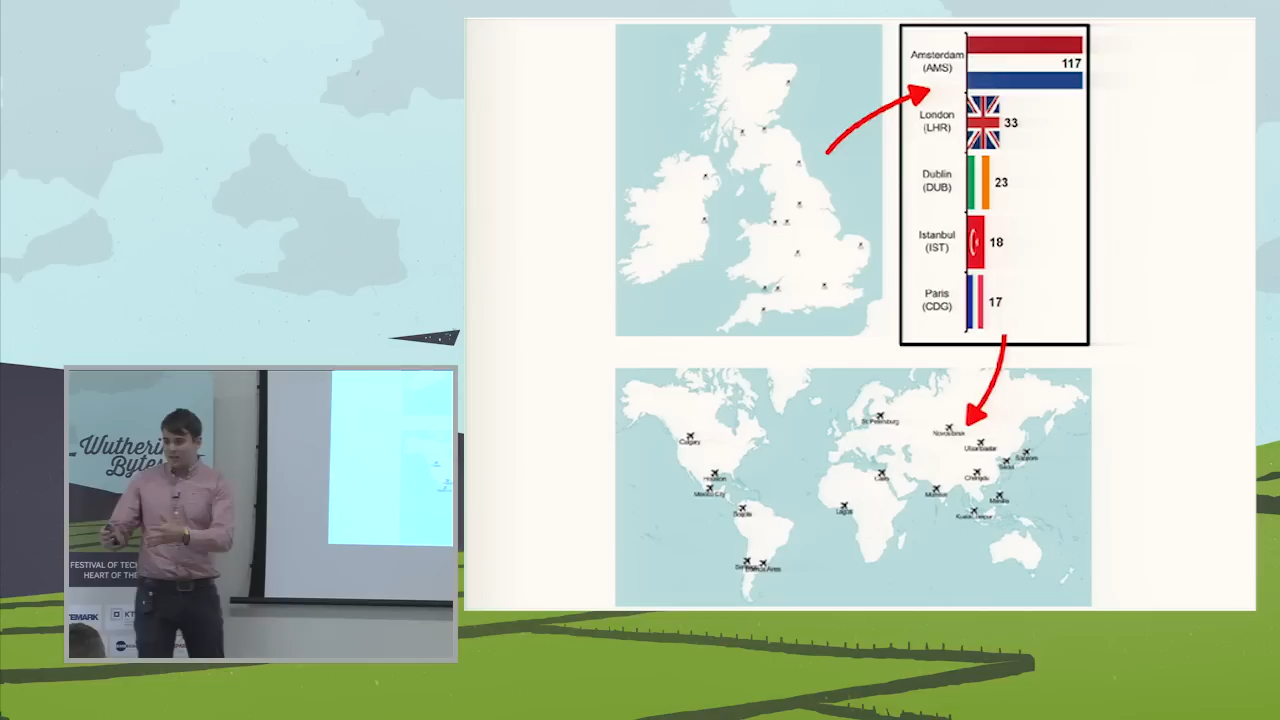 Amsterdam
(AMS)
117
London
(LHR)
33
Dublin
(DUB)
23
Istanbul
(IST)
18
Paris
(CDG)
17
Calgary
Houston
Mexico City
Bogota
Buenos Aires
St. Petersburg
Novosibirsk
Ulaanbaatar
Sapporo
Seoul
Chengdu
Cairo
Mumbai
Manila
Lagos
Kuala Lumpur
Wuthering
Bytes
FESTIVAL OF TECH
HEART OF THE
TEMARK